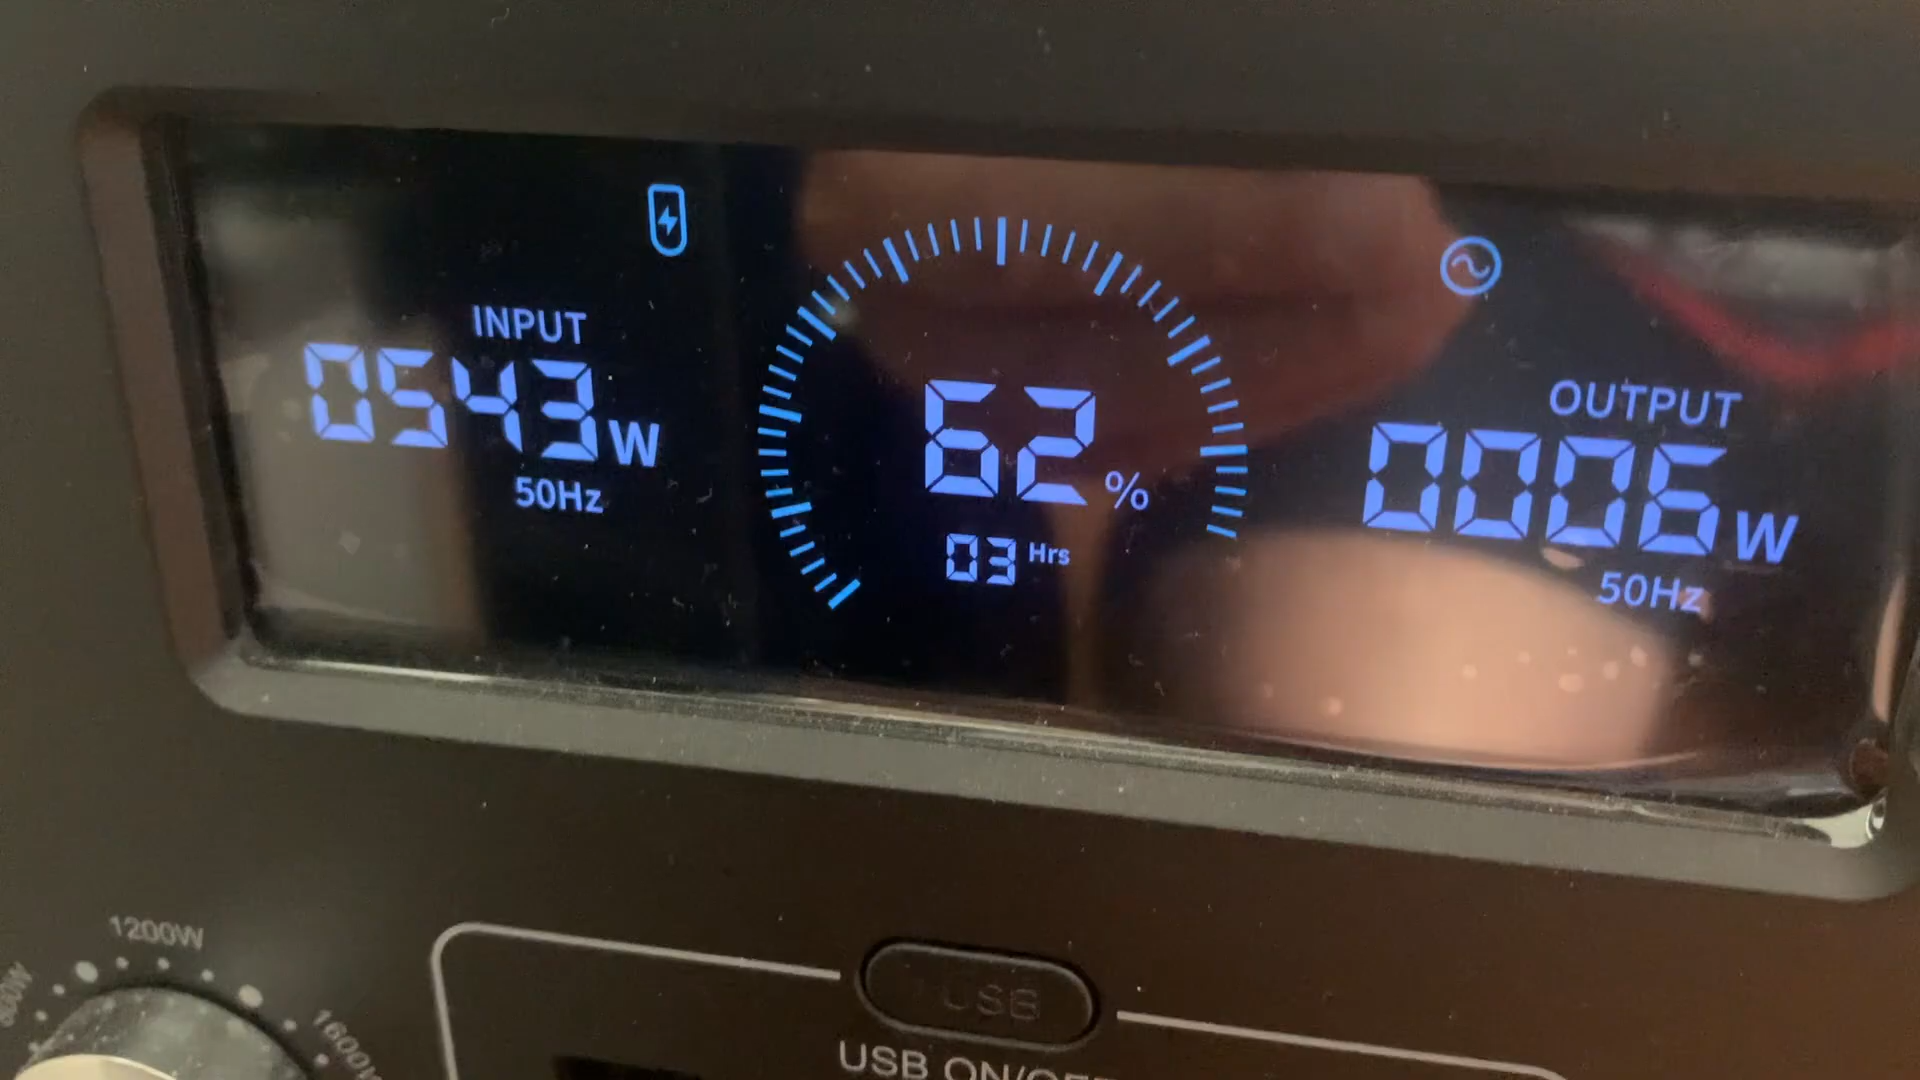 INPUT
0543W
50Hz
62%
03 Hrs
OUTPUT
0006W
50Hz
1200W
1600W
USB
USB ON/OFF